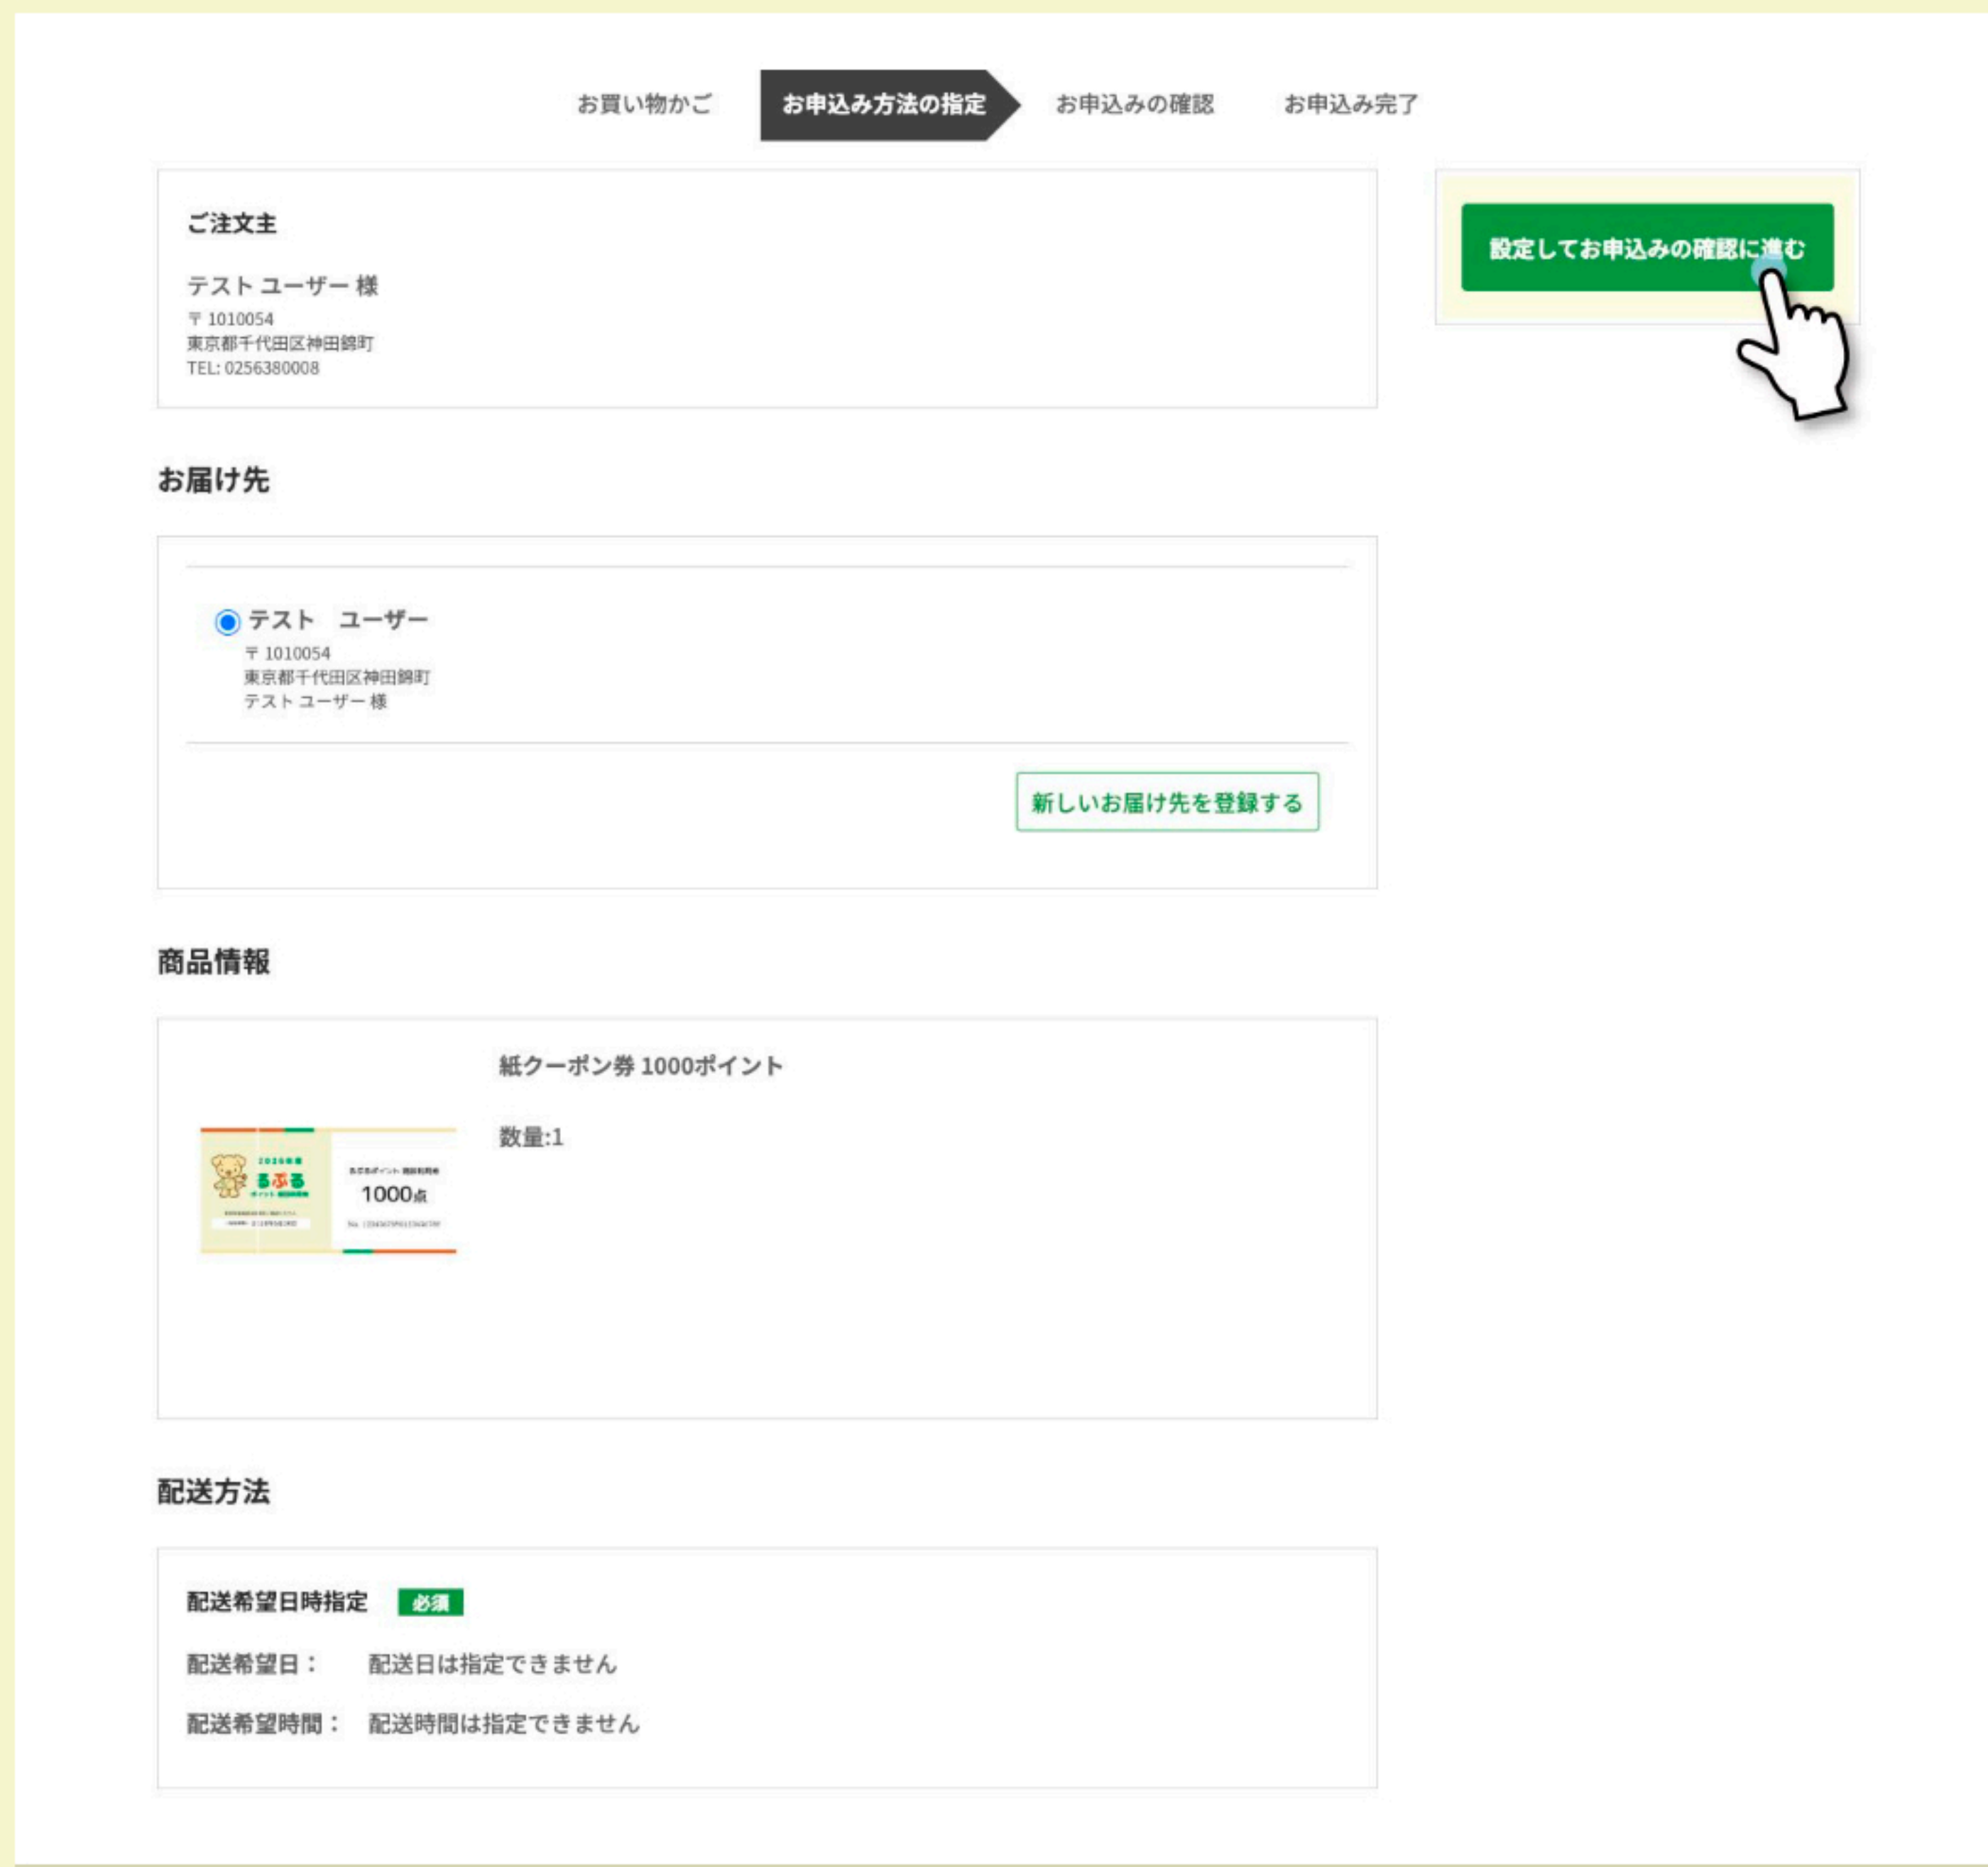 お買い物かご
お申込み方法の指定
お申込みの確認
お申込み完了
設定してお申込みの確認に進む
ご注文主
テスト ユーザー 様
〒 1010054
東京都千代田区神田錦町
TEL: 0256380008
お届け先
テスト　ユーザー
〒 1010054
東京都千代田区神田錦町
テスト ユーザー 様
新しいお届け先を登録する
商品情報
紙クーポン券 1000ポイント
数量:1
るぷる
1000点
配送方法
配送希望日時指定 必須
配送希望日： 配送日は指定できません
配送希望時間： 配送時間は指定できません